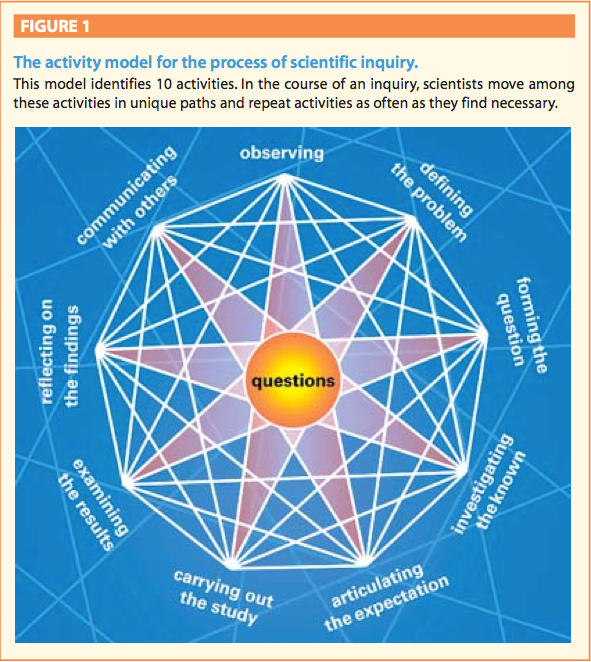 FIGURE 1
The activity model for the process of scientific inquiry.
This model identifies 10 activities. In the course of an inquiry, scientists move among
these activities in unique paths and repeat activities as often as they find necessary.
observing
defining
the problem
forming the
question
investigating
the known
articulating
the expectation
carrying out
the study
examining
the results
reflecting on
the findings
communicating
with others
questions